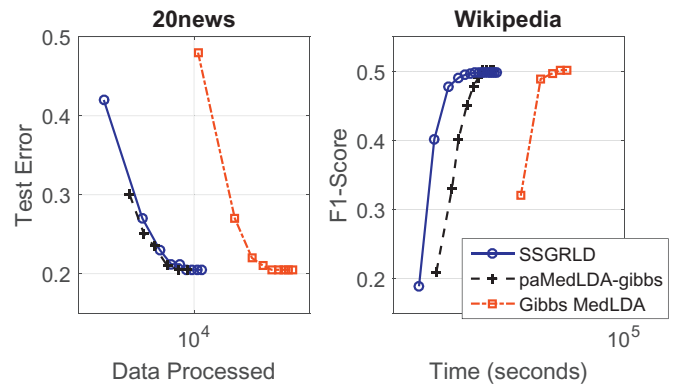 20news
Wikipedia
Test Error
0.5
0.4
0.3
0.2
10^4
Data Processed
F1-Score
0.5
0.4
0.3
0.2
10^5
Time (seconds)
SSGRLD
paMedLDA-gibbs
Gibbs MedLDA